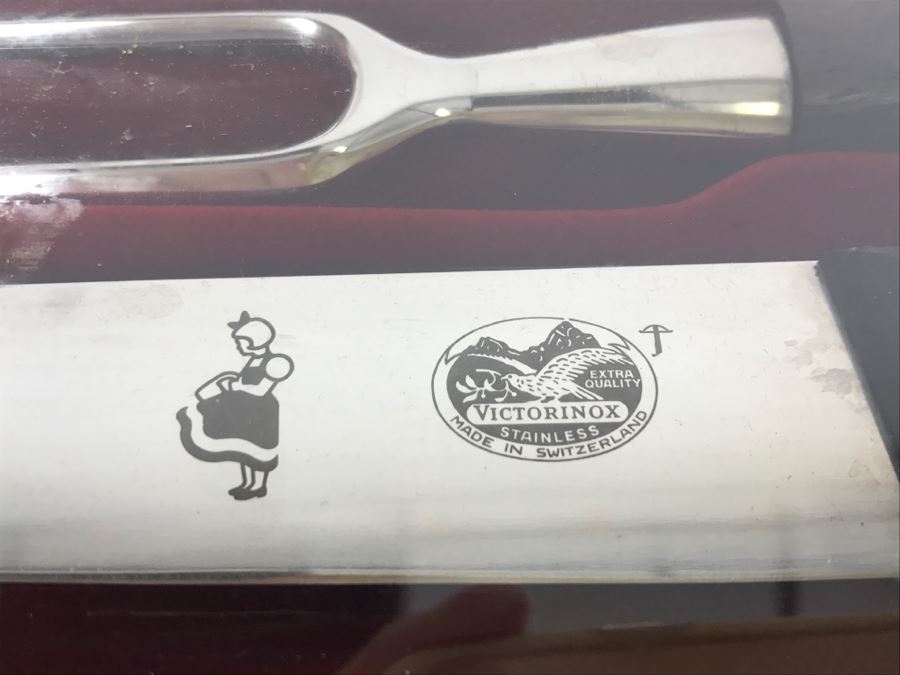 EXTRA
QUALITY
VICTORINOX
STAINLESS
MADE IN SWITZERLAND